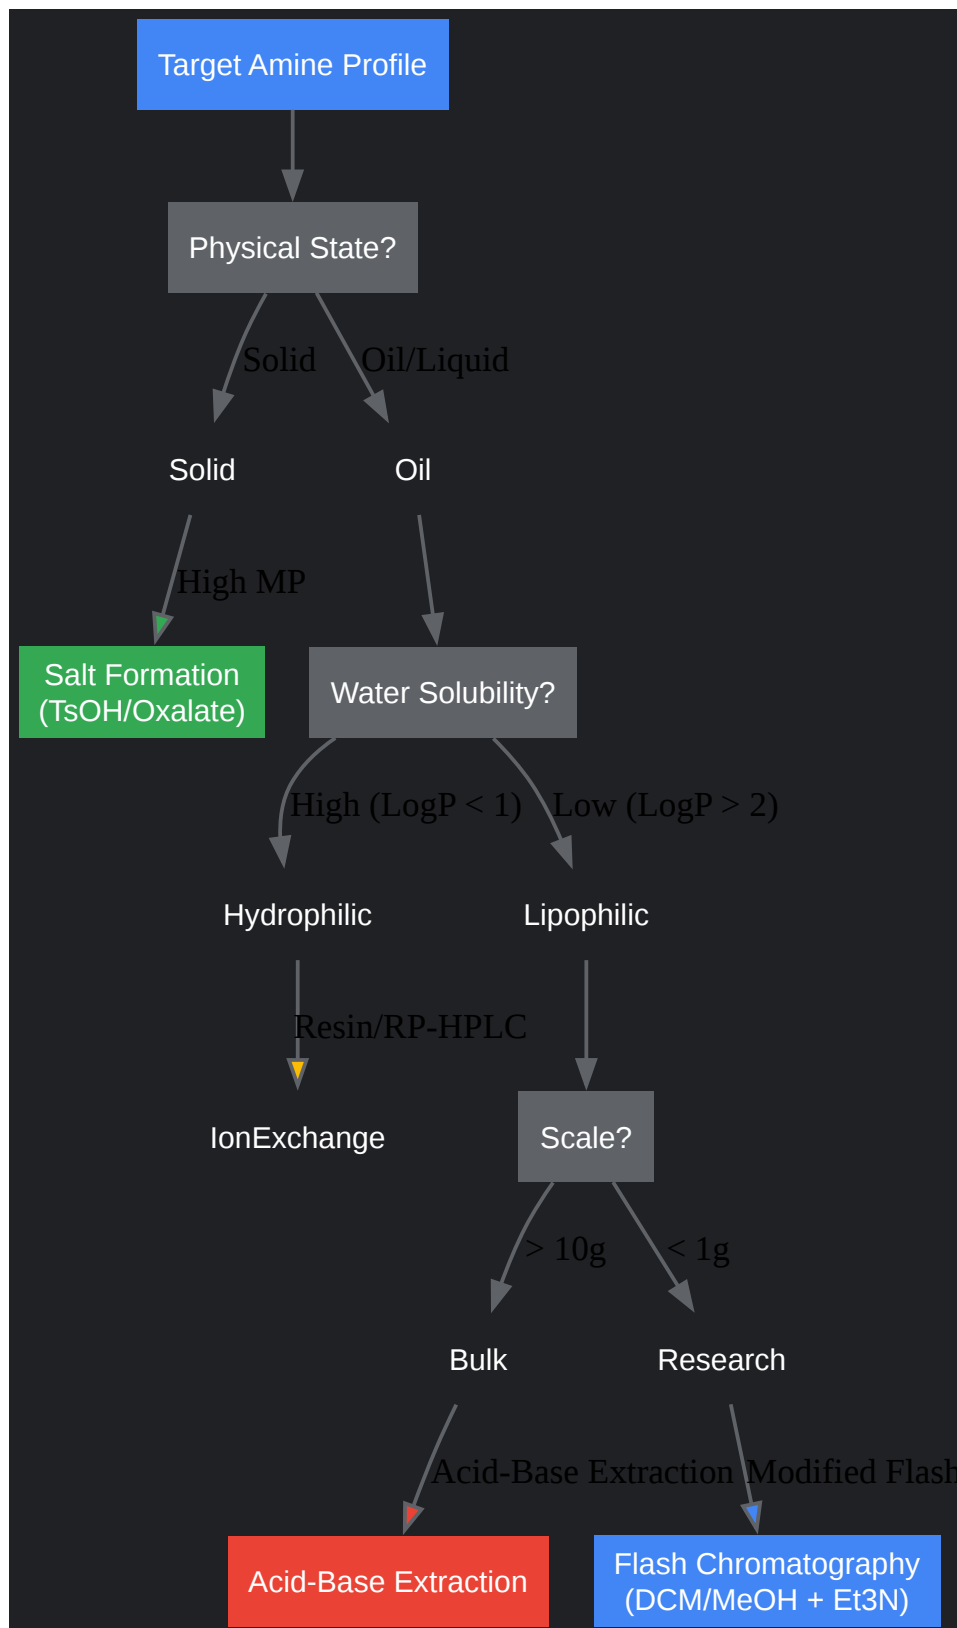 Target Amine Profile
Physical State?
Solid
Oil/Liquid
Solid
Oil
High MP
Salt Formation
(TsOH/Oxalate)
Water Solubility?
High (LogP < 1)
Low (LogP > 2)
Hydrophilic
Lipophilic
Resin/RP-HPLC
IonExchange
Scale?
> 10g
< 1g
Bulk
Research
Acid-Base Extraction
Modified Flash
Acid-Base Extraction
Flash Chromatography
(DCM/MeOH + Et3N)